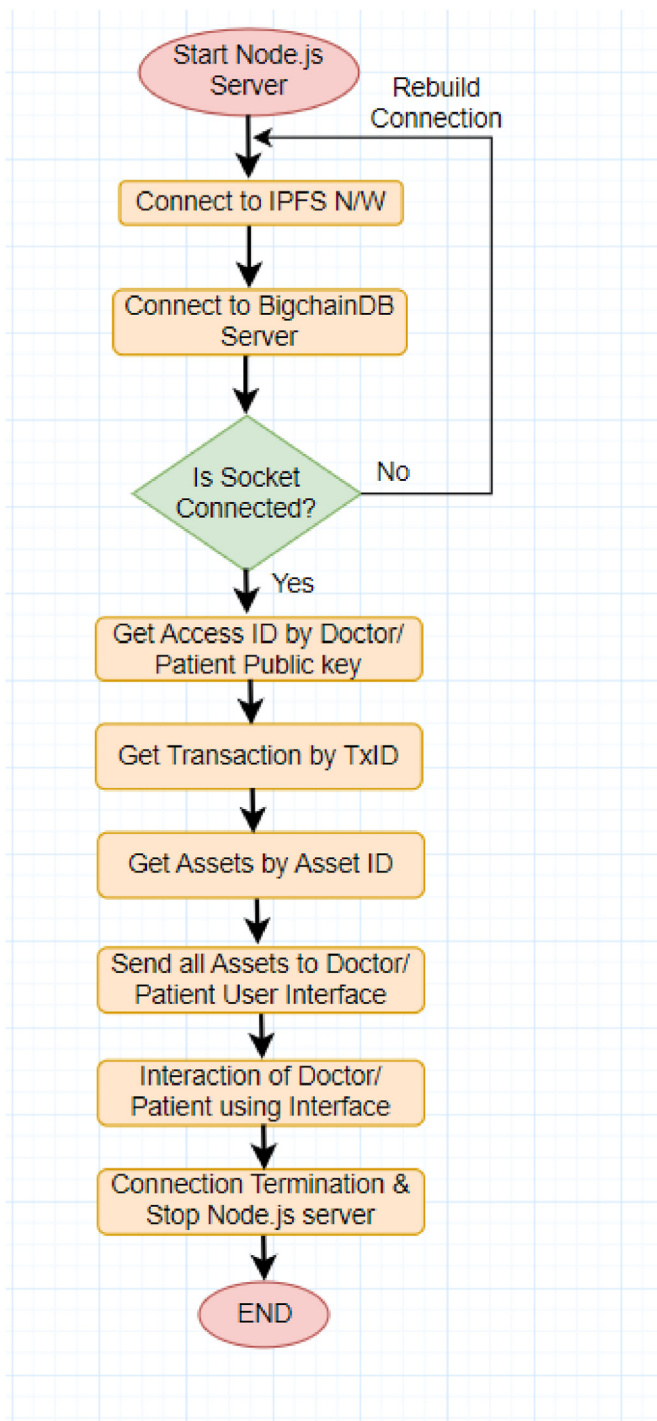 Start Node.js
Server
Rebuild
Connection
Connect to IPFS N/W
Connect to BigchainDB
Server
Is Socket
Connected?
No
Yes
Get Access ID by Doctor/
Patient Public key
Get Transaction by TxID
Get Assets by Asset ID
Send all Assets to Doctor/
Patient User Interface
Interaction of Doctor/
Patient using Interface
Connection Termination &
Stop Node.js server
END